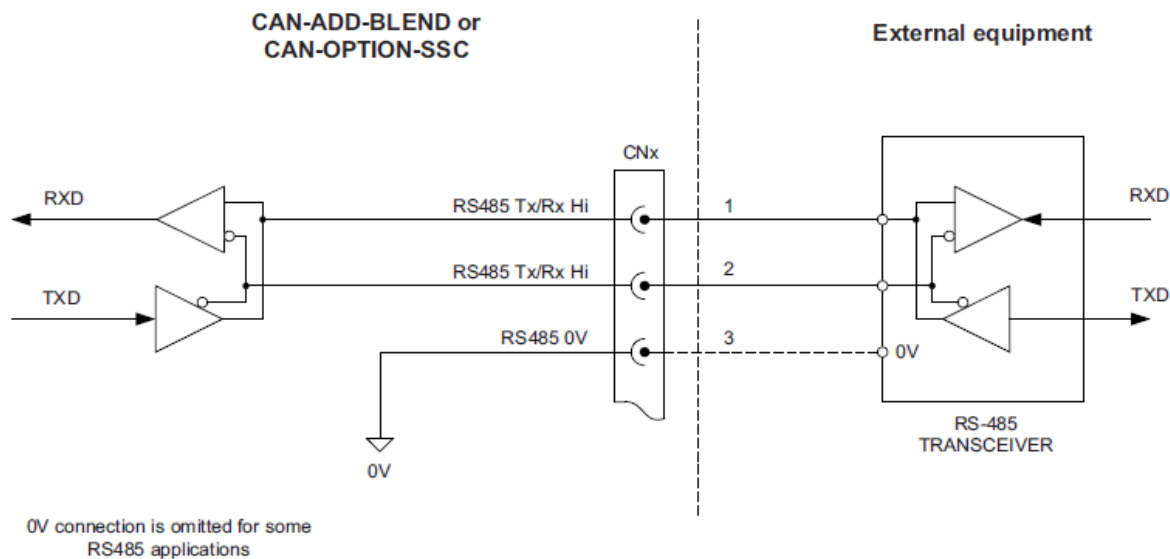 CAN-ADD-BLEND or
CAN-OPTION-SSC
External equipment
CNx
RXD
RS485 Tx/Rx Hi
1
RXD
TXD
RS485 Tx/Rx Hi
2
TXD
RS485 0V
3
0V
0V
RS-485
TRANSCEIVER
0V connection is omitted for some
RS485 applications